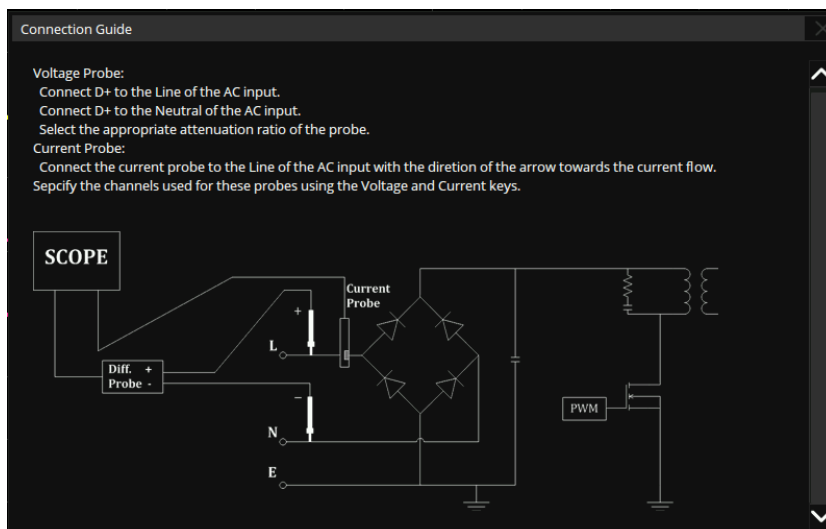 Connection Guide
Voltage Probe:
Connect D+ to the Line of the AC input.
Connect D+ to the Neutral of the AC input.
Select the appropriate attenuation ratio of the probe.
Current Probe:
Connect the current probe to the Line of the AC input with the diretion of the arrow towards the current flow.
Sepcify the channels used for these probes using the Voltage and Current keys.
SCOPE
Current
Probe
+
L
Diff. +
Probe -
−
PWM
N
E